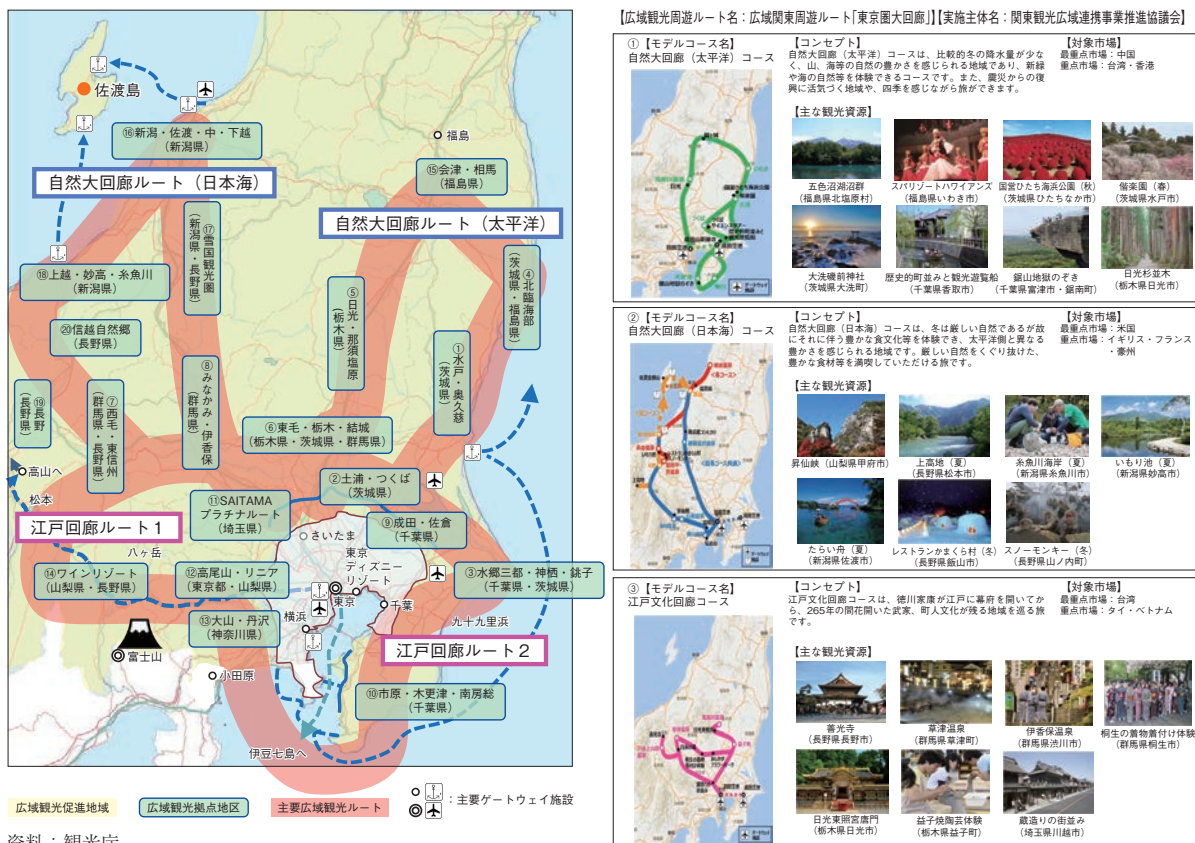 佐渡島
⑯新潟・佐渡・中・下越
(新潟県)
福島
⑮会津・相馬
(福島県)
自然大回廊ルート(日本海)
自然大回廊ルート(太平洋)
⑰雪国観光圏
(新潟県・長野県)
④北臨海部
(茨城県・福島県)
⑱上越・妙高・糸魚川
(新潟県)
⑤日光・那須塩原
(栃木県)
⑳信越自然郷
(長野県)
①水戸・奥久慈
(茨城県)
⑧みなかみ・伊香保
(群馬県)
⑲長野
(長野県)
⑦西毛・東信州
(群馬県・長野県)
⑥東毛・栃木・結城
(栃木県・茨城県・群馬県)
高山へ
松本
②土浦・つくば
(茨城県)
⑪SAITAMA
プラチナルート
(埼玉県)
江戸回廊ルート1
⑨成田・佐倉
(千葉県)
さいたま
八ヶ岳
東京
ディズニー
リゾート
⑭ワインリゾート
(山梨県・長野県)
⑫高尾山・リニア
(東京都・山梨県)
③水郷三都・神栖・銚子
(千葉県・茨城県)
東京
千葉
横浜
⑬大山・丹沢
(神奈川県)
九十九里浜
江戸回廊ルート2
富士山
小田原
⑩市原・木更津・南房総
(千葉県)
伊豆七島へ
広域観光促進地域
広域観光拠点地区
主要広域観光ルート
:主要ゲートウェイ施設
資料:観光庁
【広域観光周遊ルート名:広域関東周遊ルート「東京圏大回廊」】【実施主体名:関東観光広域連携事業推進協議会】
①【モデルコース名】
自然大回廊(太平洋)コース
【コンセプト】
自然大回廊(太平洋)コースは、比較的冬の降水量が少な
く、山、海等の自然の豊かさを感じられる地域であり、新緑
や海の自然等を体験できるコースです。また、震災からの復
興に活気づく地域や、四季を感じながら旅ができます。
【対象市場】
最重点市場:中国
重点市場:台湾・香港
【主な観光資源】
五色沼湖沼群
(福島県北塩原村)
スパリゾートハワイアンズ
(福島県いわき市)
国営ひたち海浜公園(秋)
(茨城県ひたちなか市)
偕楽園(春)
(茨城県水戸市)
大洗磯前神社
(茨城県大洗町)
歴史的町並みと観光遊覧船
(千葉県香取市)
鋸山地獄のぞき
(千葉県富津市・鋸南町)
日光杉並木
(栃木県日光市)
②【モデルコース名】
自然大回廊(日本海)コース
【コンセプト】
自然大回廊(日本海)コースは、冬は厳しい自然であるが故
にそれに伴う豊かな食文化等を体験でき、太平洋側と異なる
豊かさを感じられる地域です。厳しい自然をくぐり抜けた、
豊かな食材等を満喫していただける旅です。
【対象市場】
最重点市場:米国
重点市場:イギリス・フランス
・豪州
【主な観光資源】
昇仙峡(山梨県甲府市)
上高地(夏)
(長野県松本市)
糸魚川海岸(夏)
(新潟県糸魚川市)
いもり池(夏)
(新潟県妙高市)
たらい舟(夏)
(新潟県佐渡市)
レストランかまくら村(冬)
(長野県飯山市)
スノーモンキー(冬)
(長野県山ノ内町)
③【モデルコース名】
江戸文化回廊コース
【コンセプト】
江戸文化回廊コースは、徳川家康が江戸に幕府を開いてか
ら、265年の間花開いた武家、町人文化が残る地域を巡る旅
です。
【対象市場】
最重点市場:台湾
重点市場:タイ・ベトナム
【主な観光資源】
善光寺
(長野県長野市)
草津温泉
(群馬県草津町)
伊香保温泉
(群馬県渋川市)
桐生の着物着付け体験
(群馬県桐生市)
日光東照宮唐門
(栃木県日光市)
益子焼陶芸体験
(栃木県益子町)
蔵造りの街並み
(埼玉県川越市)